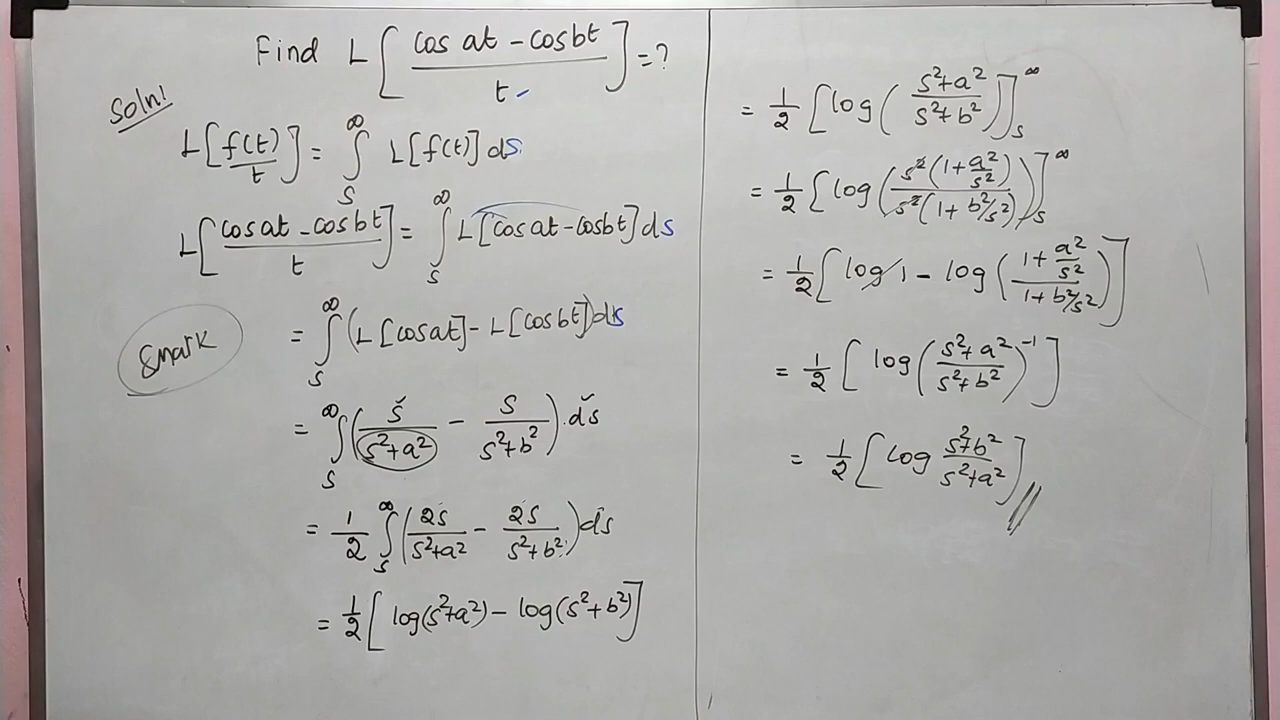 Find L[(cos at - cos bt)/t] = ?
Soln!
L[f(t)/t] = ∫_s^∞ L[f(t)] ds
L[(cos at - cos bt)/t] = ∫_s^∞ L[cos at - cos bt] ds
= ∫_s^∞ (L[cos at] - L[cos bt]) ds
8mark
= ∫_s^∞ (s/(s²+a²) - s/(s²+b²)) . ds
= 1/2 ∫_s^∞ (2s/(s²+a²) - 2s/(s²+b²)) ds
= 1/2 [log(s²+a²) - log(s²+b²)]
= 1/2 [log((s²+a²)/(s²+b²))]_s^∞
= 1/2 [log(s²(1+a²/s²)/s²(1+b²/s²))]_s^∞
= 1/2 [log 1 - log((1+a²/s²)/(1+b²/s²))]
= 1/2 [log((s²+a²)/(s²+b²))^-1]
= 1/2 [log (s²+b²)/(s²+a²)] //